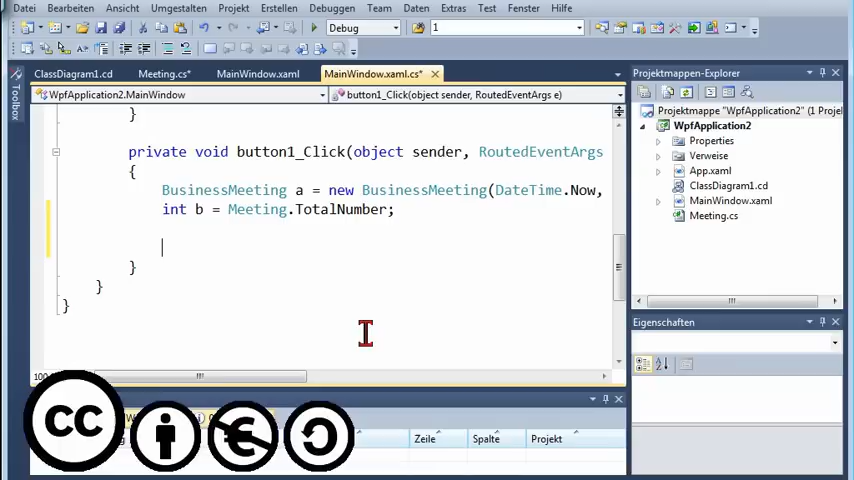 Datei Bearbeiten Ansicht Umgestalten Projekt Erstellen Debuggen Team Daten Extras Test Fenster Hilfe
Debug 1
ClassDiagram1.cd Meeting.cs* MainWindow.xaml MainWindow.xaml.cs* Projektmappen-Explorer
WpfApplication2.MainWindow button1_Click(object sender, RoutedEventArgs e)
Toolbox
Projektmappe "WpfApplication2" (1 Proj
WpfApplication2
Properties
Verweise
App.xaml
ClassDiagram1.cd
MainWindow.xaml
Meeting.cs
}
private void button1_Click(object sender, RoutedEventArgs
{
BusinessMeeting a = new BusinessMeeting(DateTime.Now,
int b = Meeting.TotalNumber;
}
}
}
Eigenschaften
cc
Zeile Spalte Projekt